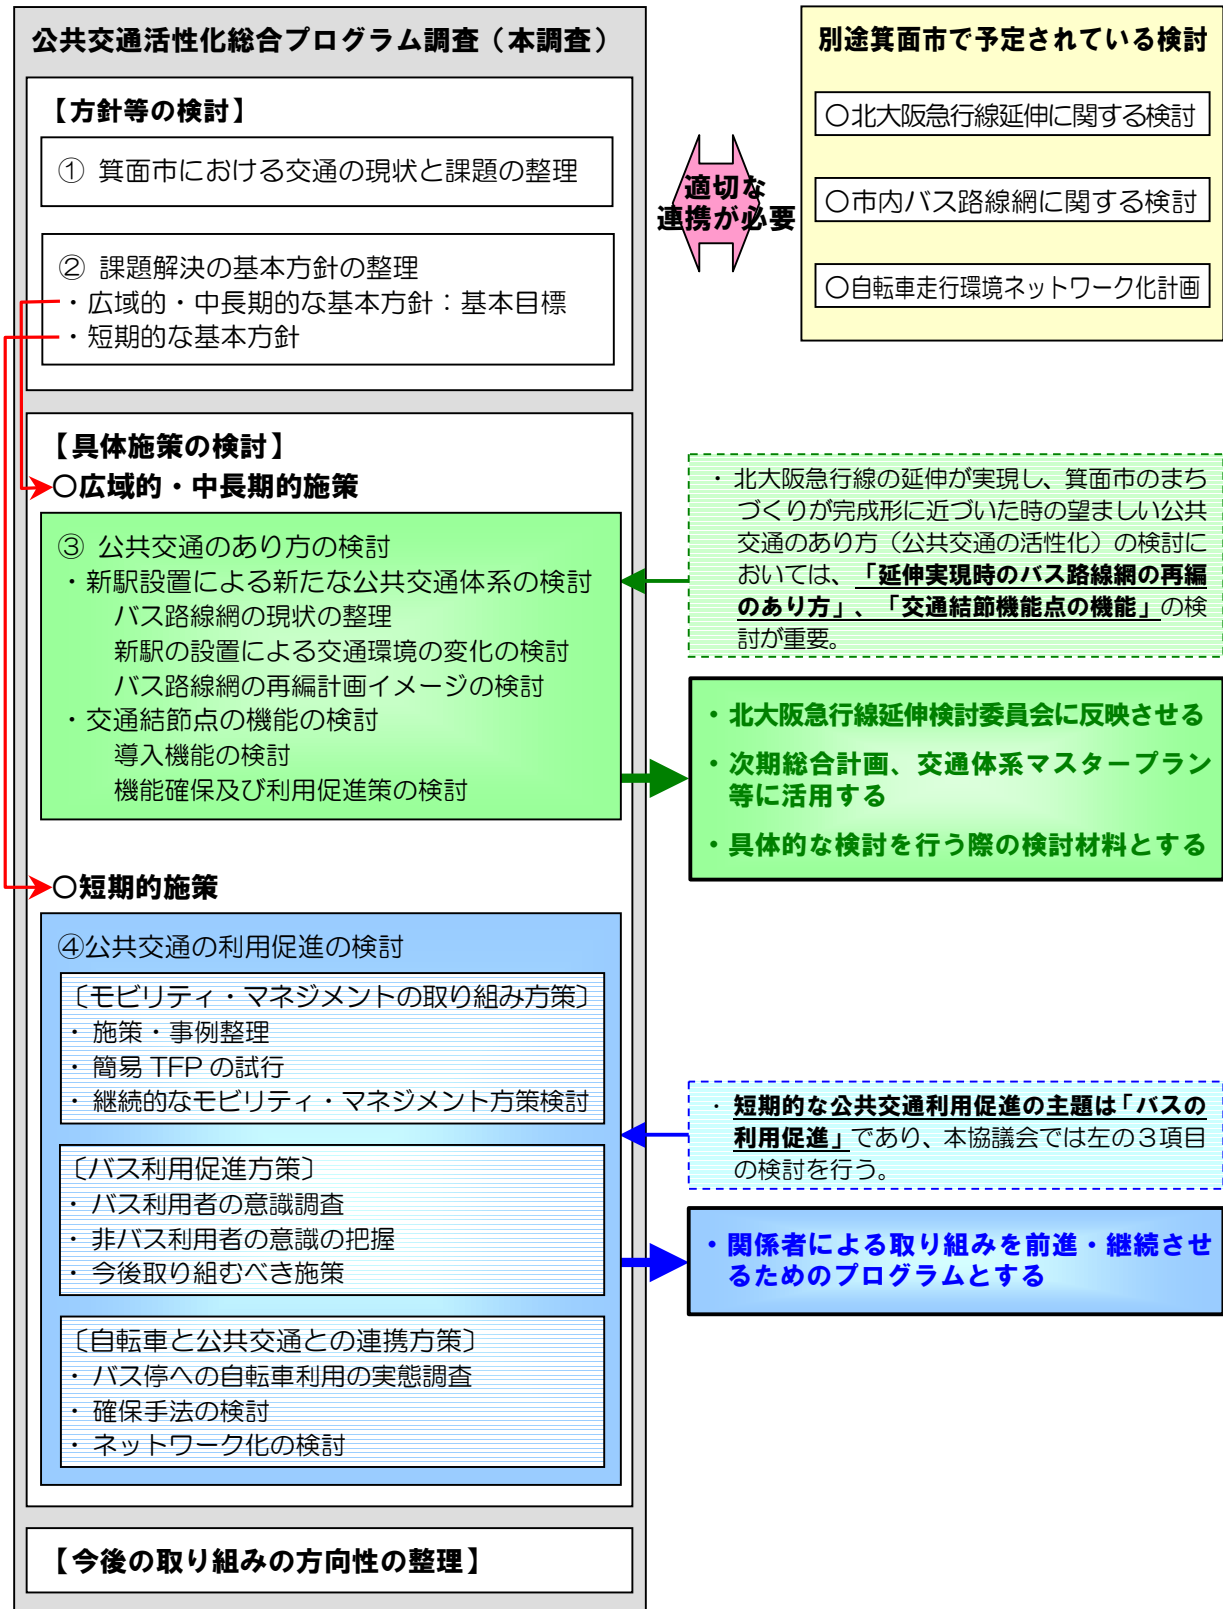 公共交通活性化総合プログラム調査（本調査）
【方針等の検討】
① 箕面市における交通の現状と課題の整理
② 課題解決の基本方針の整理
・広域的・中長期的な基本方針：基本目標
・短期的な基本方針
適切な
連携が必要
別途箕面市で予定されている検討
○北大阪急行線延伸に関する検討
○市内バス路線網に関する検討
○自転車走行環境ネットワーク化計画
【具体施策の検討】
○広域的・中長期的施策
③ 公共交通のあり方の検討
・新駅設置による新たな公共交通体系の検討
バス路線網の現状の整理
新駅の設置による交通環境の変化の検討
バス路線網の再編計画イメージの検討
・交通結節点の機能の検討
導入機能の検討
機能確保及び利用促進策の検討
・北大阪急行線の延伸が実現し、箕面市のまち
づくりが完成形に近づいた時の望ましい公共
交通のあり方（公共交通の活性化）の検討に
おいては、「延伸実現時のバス路線網の再編
のあり方」、「交通結節機能点の機能」の検
討が重要。
・北大阪急行線延伸検討委員会に反映させる
・次期総合計画、交通体系マスタープラン
等に活用する
・具体的な検討を行う際の検討材料とする
○短期的施策
④公共交通の利用促進の検討
〔モビリティ・マネジメントの取り組み方策〕
・施策・事例整理
・簡易 TFP の試行
・継続的なモビリティ・マネジメント方策検討
〔バス利用促進方策〕
・バス利用者の意識調査
・非バス利用者の意識の把握
・今後取り組むべき施策
〔自転車と公共交通との連携方策〕
・バス停への自転車利用の実態調査
・確保手法の検討
・ネットワーク化の検討
・短期的な公共交通利用促進の主題は「バスの
利用促進」であり、本協議会では左の３項目
の検討を行う。
・関係者による取り組みを前進・継続させ
るためのプログラムとする
【今後の取り組みの方向性の整理】